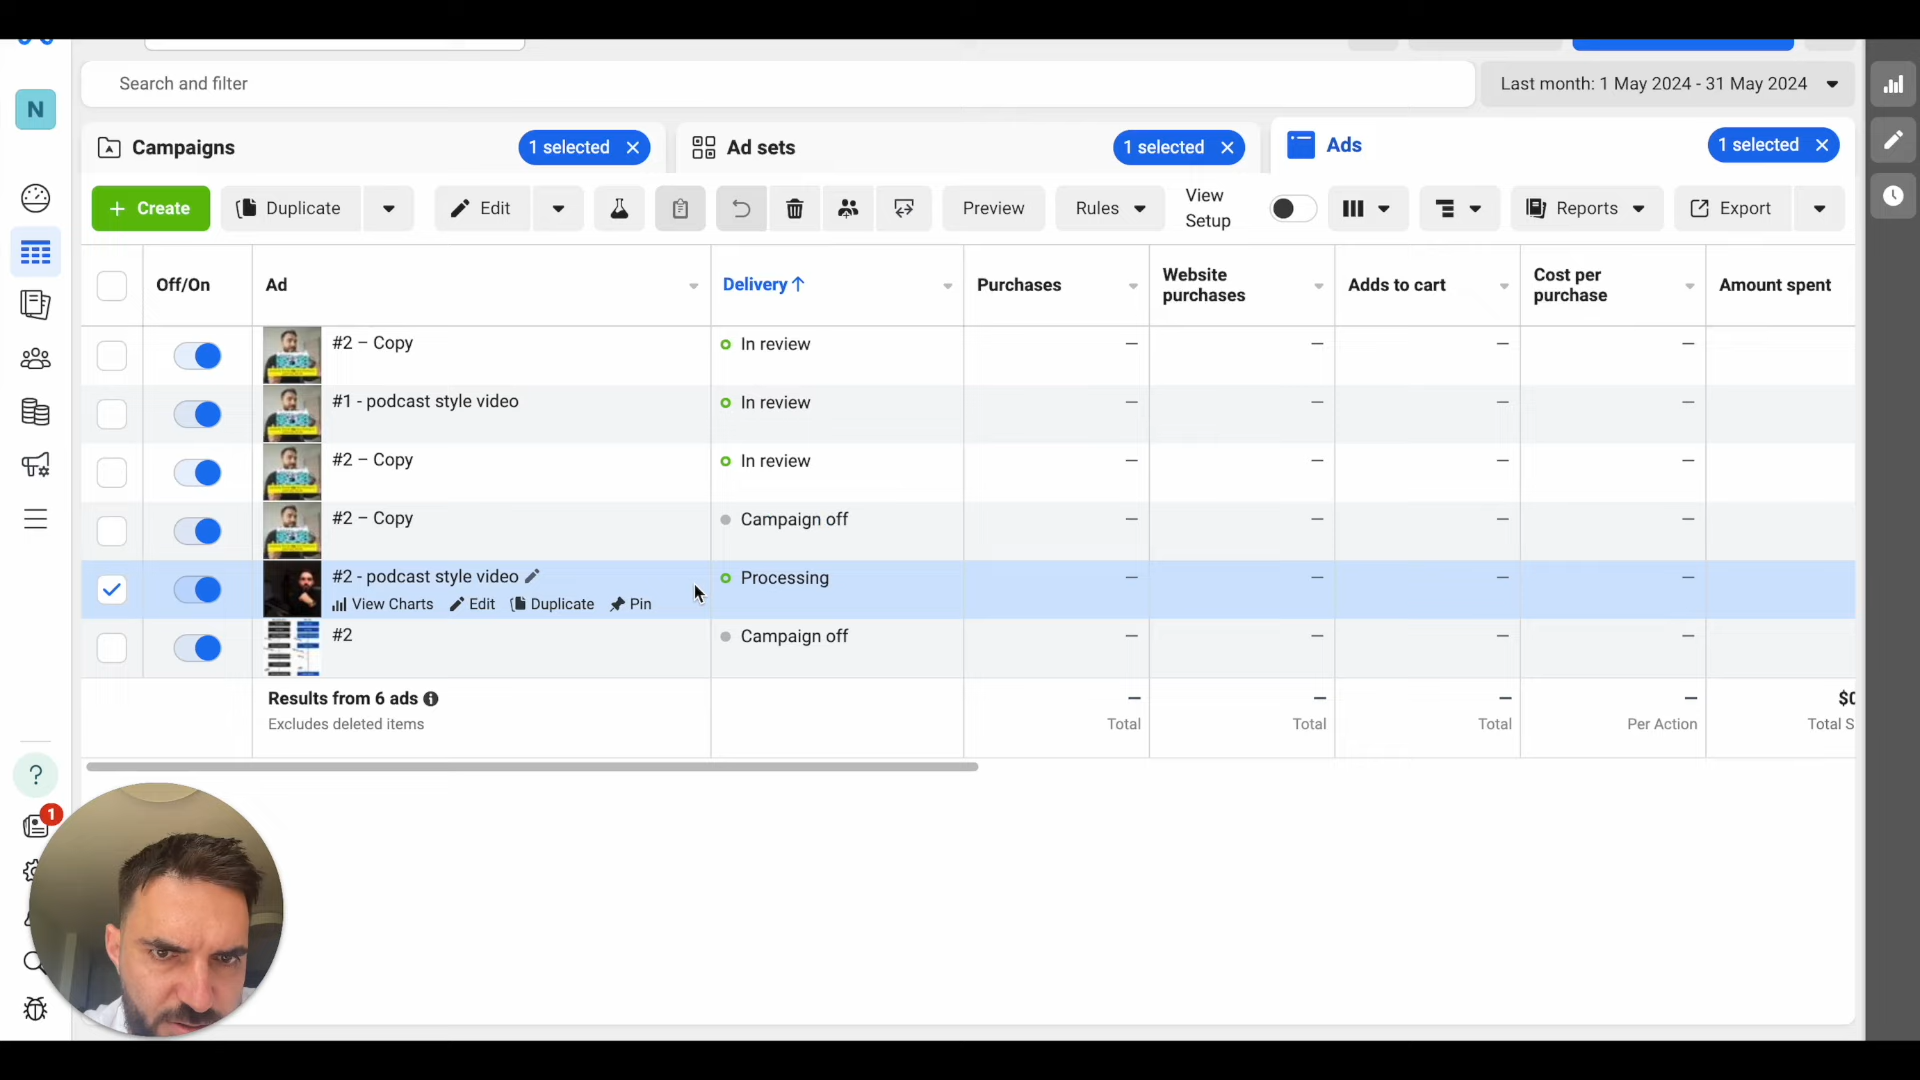 Search and filter
Last month: 1 May 2024 - 31 May 2024
N
Campaigns
1 selected
Ad sets
1 selected
Ads
1 selected
+ Create
Duplicate
Edit
Preview
Rules
View
Setup
Reports
Export
Off/On
Ad
Delivery ↑
Purchases
Website
purchases
Adds to cart
Cost per
purchase
Amount spent
#2 – Copy
In review
—
—
—
—
#1 - podcast style video
In review
—
—
—
—
#2 – Copy
In review
—
—
—
—
#2 – Copy
Campaign off
—
—
—
—
#2 - podcast style video
Processing
—
—
—
—
View Charts
Edit
Duplicate
Pin
#2
Campaign off
—
—
—
—
Results from 6 ads
—
—
—
—
$0
Excludes deleted items
Total
Total
Total
Per Action
Total S
?
1